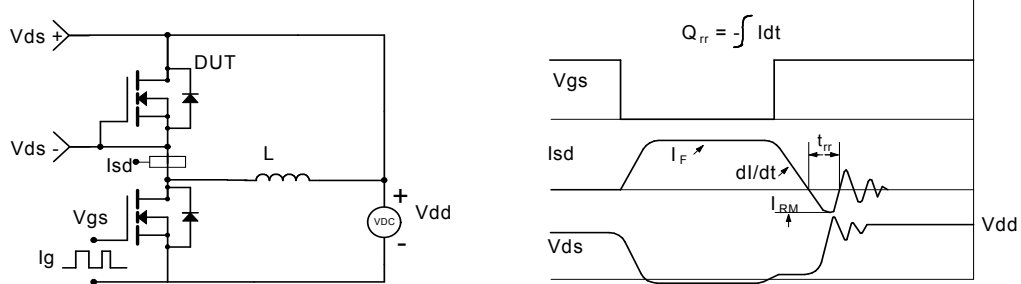 Vds +
DUT
Vds -
Isd
L
Vgs
Ig
+
VDC
-
Vdd
Qrr = -∫ Idt
Vgs
Isd
IF
dI/dt
trr
IRM
Vds
Vdd